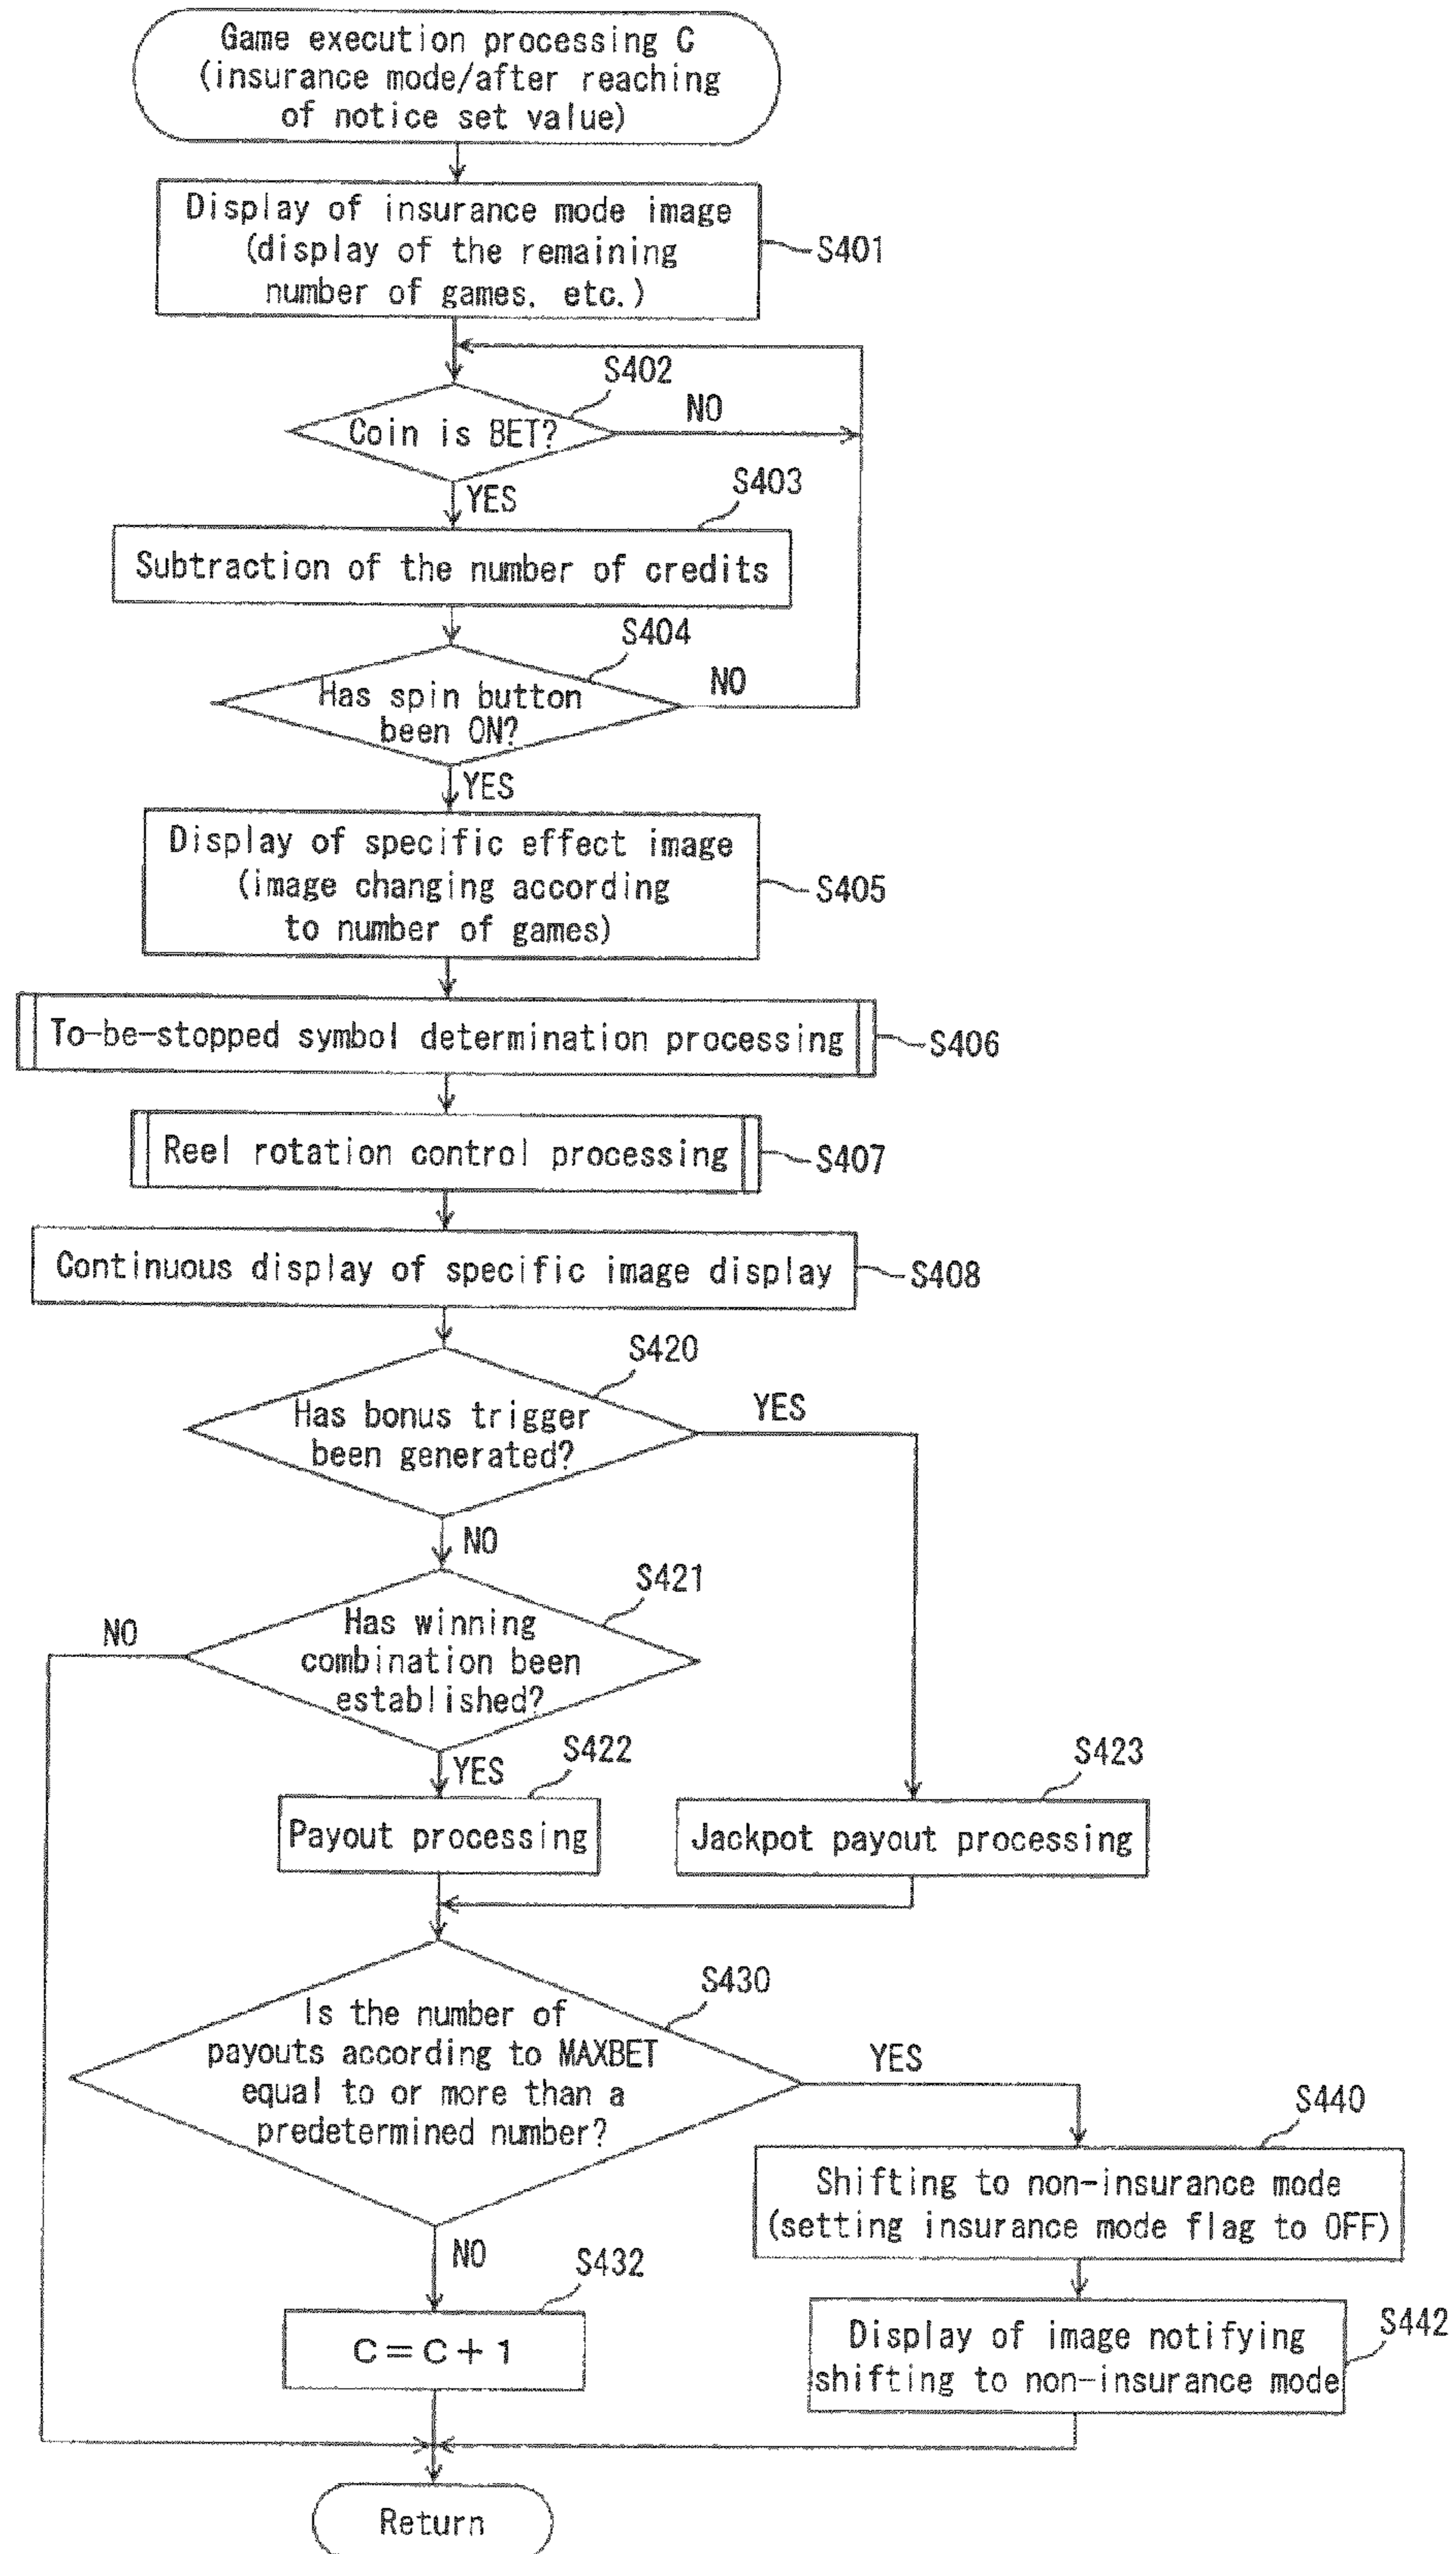 Game execution processing C
(insurance mode/after reaching
of notice set value)
Display of insurance mode image
(display of the remaining
number of games, etc.)
S401
S402
Coin is BET?
NO
YES
S403
Subtraction of the number of credits
S404
Has spin button
been ON?
NO
YES
Display of specific effect image
(image changing according
to number of games)
S405
To-be-stopped symbol determination processing
S406
Reel rotation control processing
S407
Continuous display of specific image display
S408
S420
Has bonus trigger
been generated?
YES
NO
S421
Has winning
combination been
established?
NO
YES
S422
Payout processing
S423
Jackpot payout processing
S430
Is the number of
payouts according to MAXBET
equal to or more than a
predetermined number?
YES
NO
S440
Shifting to non-insurance mode
(setting insurance mode flag to OFF)
S432
C=C+1
S442
Display of image notifying
shifting to non-insurance mode
Return